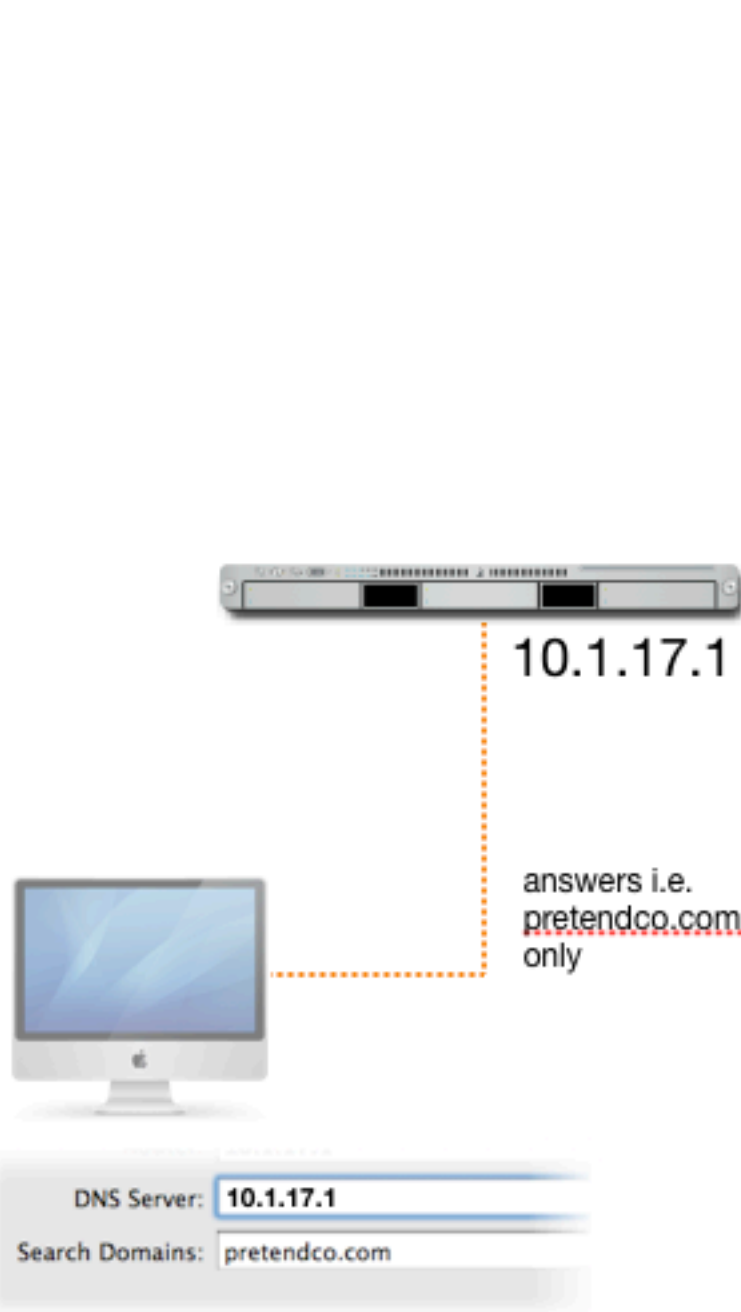 10.1.17.1
answers i.e.
pretendco.com
only
DNS Server: 10.1.17.1
Search Domains: pretendco.com